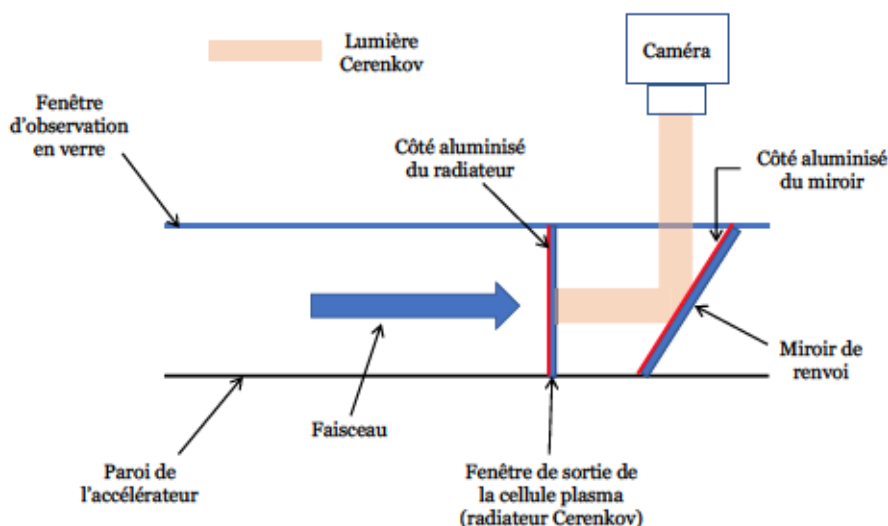 Lumière
Cerenkov
Caméra
Fenêtre
d'observation
en verre
Côté aluminisé
du radiateur
Côté aluminisé
du miroir
Faisceau
Miroir de
renvoi
Paroi de
l'accélérateur
Fenêtre de sortie de
la cellule plasma
(radiateur Cerenkov)